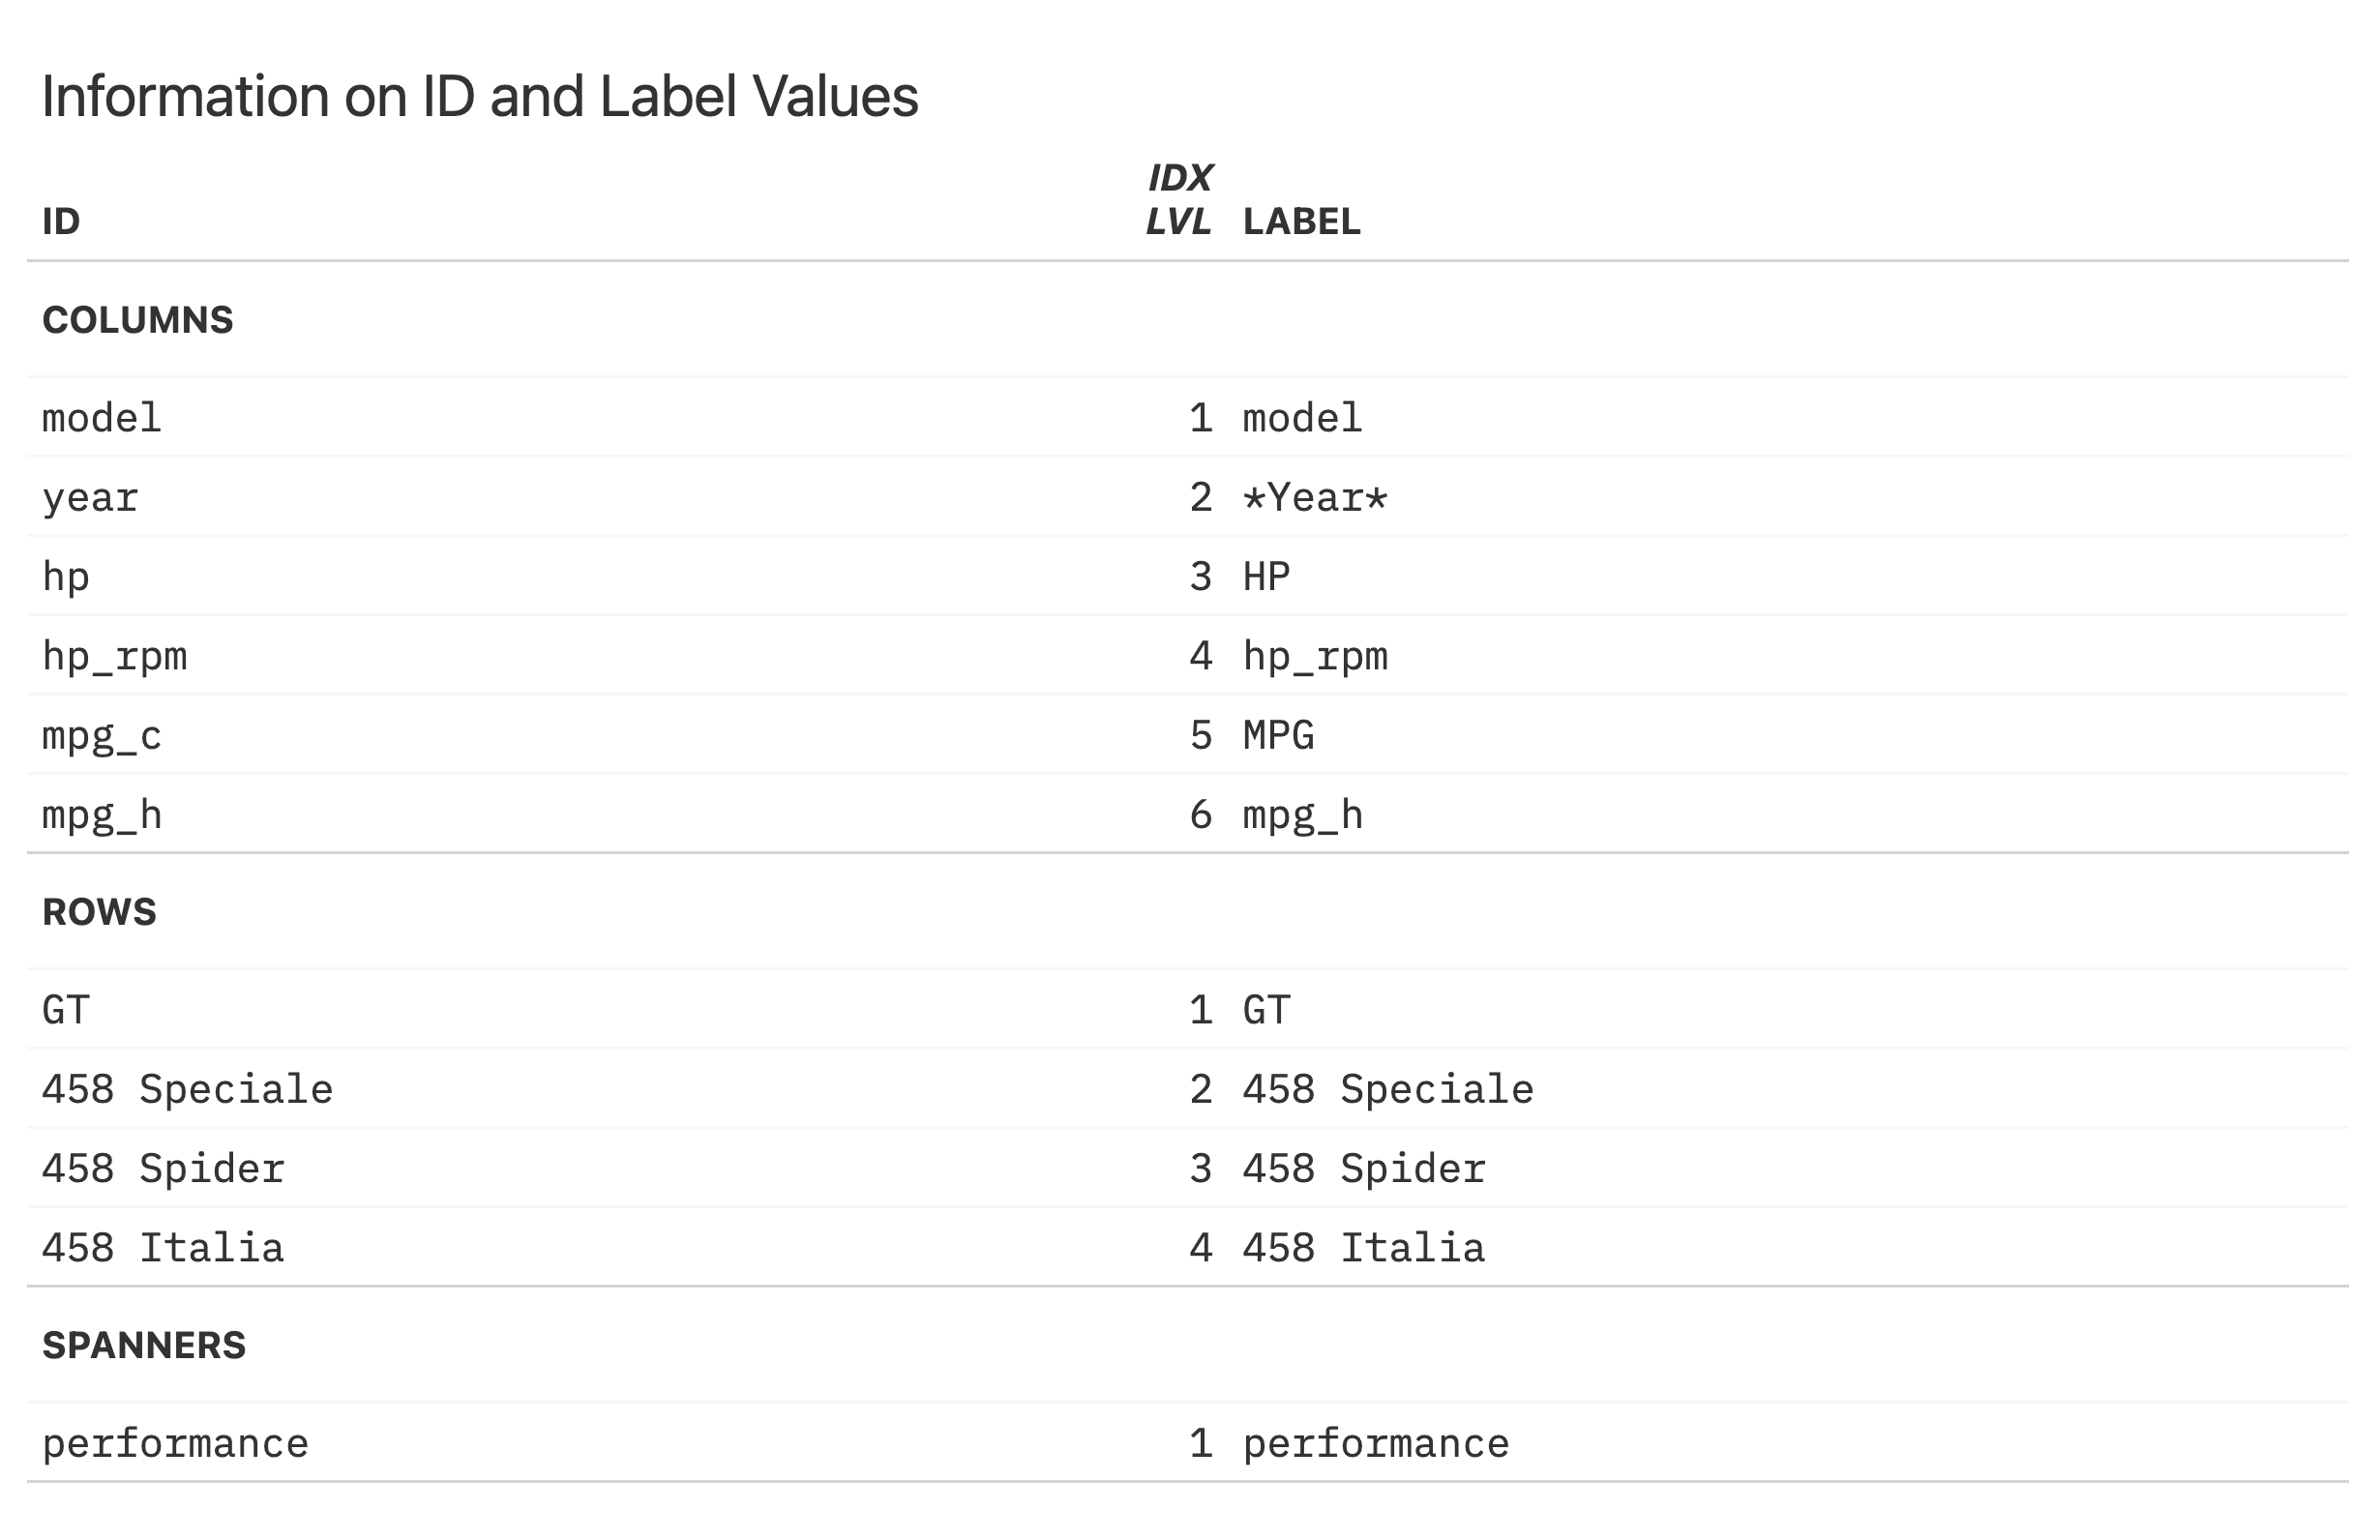 Information on ID and Label Values
IDX
ID LVL LABEL
COLUMNS
model 1 model
year 2 *Year*
hp 3 HP
hp_rpm 4 hp_rpm
mpg_c 5 MPG
mpg_h 6 mpg_h
ROWS
GT 1 GT
458 Speciale 2 458 Speciale
458 Spider 3 458 Spider
458 Italia 4 458 Italia
SPANNERS
performance 1 performance